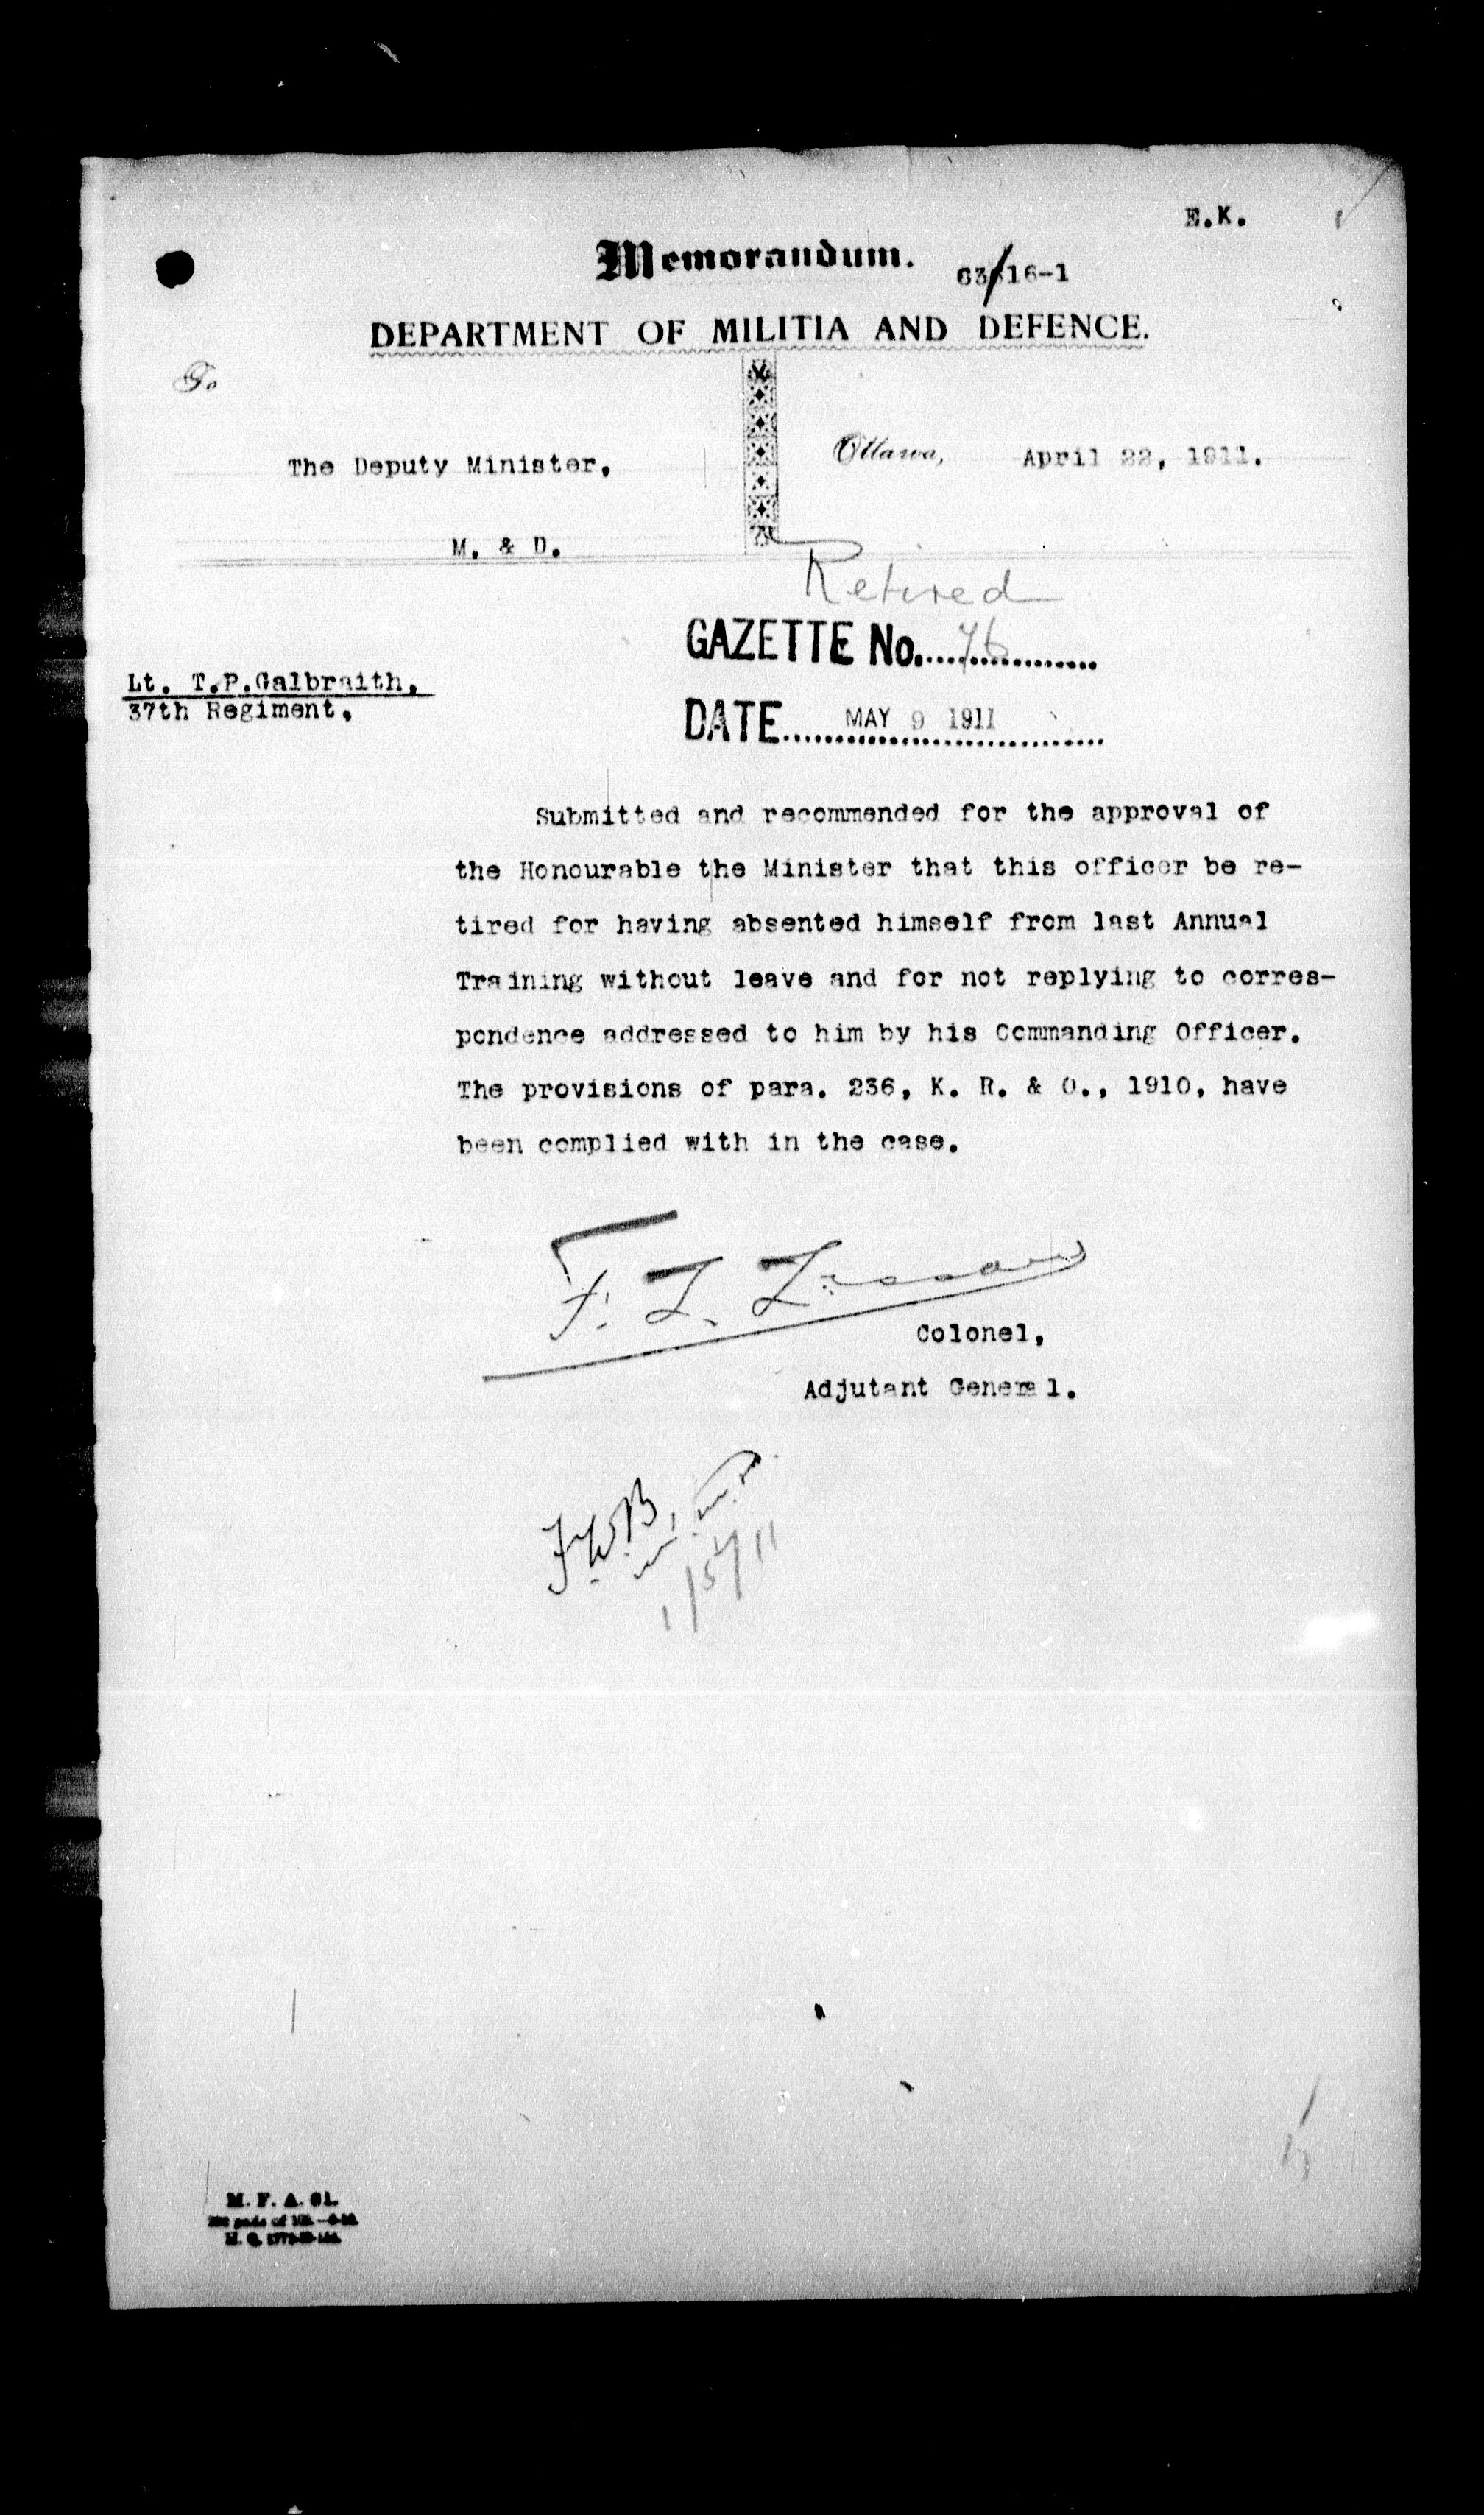 E.K.
Memorandum.
63/16-1
DEPARTMENT OF MILITIA AND DEFENCE.
To
The Deputy Minister,
Ottawa, April 22, 1911.
M. & D.
Retired
GAZETTE No. 76
Lt. T.P.Galbraith,
37th Regiment,
DATE MAY 9 1911
Submitted and recommended for the approval of
the Honourable the Minister that this officer be re-
tired for having absented himself from last Annual
Training without leave and for not replying to corres-
pondence addressed to him by his Commanding Officer.
The provisions of para. 236, K. R. & O., 1910, have
been complied with in the case.
F. L. Lessard
Colonel,
Adjutant General.
F.W.B.
1/5/11
M. F. A. 61.